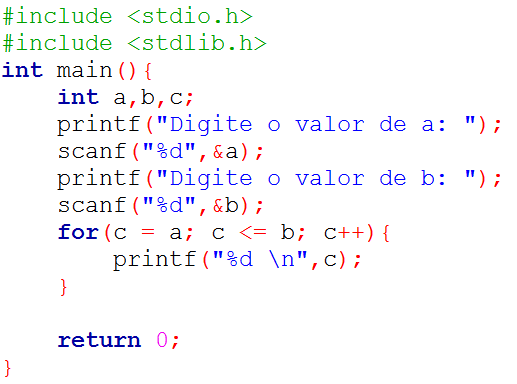 #include <stdio.h>
#include <stdlib.h>
int main(){
    int a,b,c;
    printf("Digite o valor de a: ");
    scanf("%d",&a);
    printf("Digite o valor de b: ");
    scanf("%d",&b);
    for(c = a; c <= b; c++){
        printf("%d \n",c);
    }

    return 0;
}